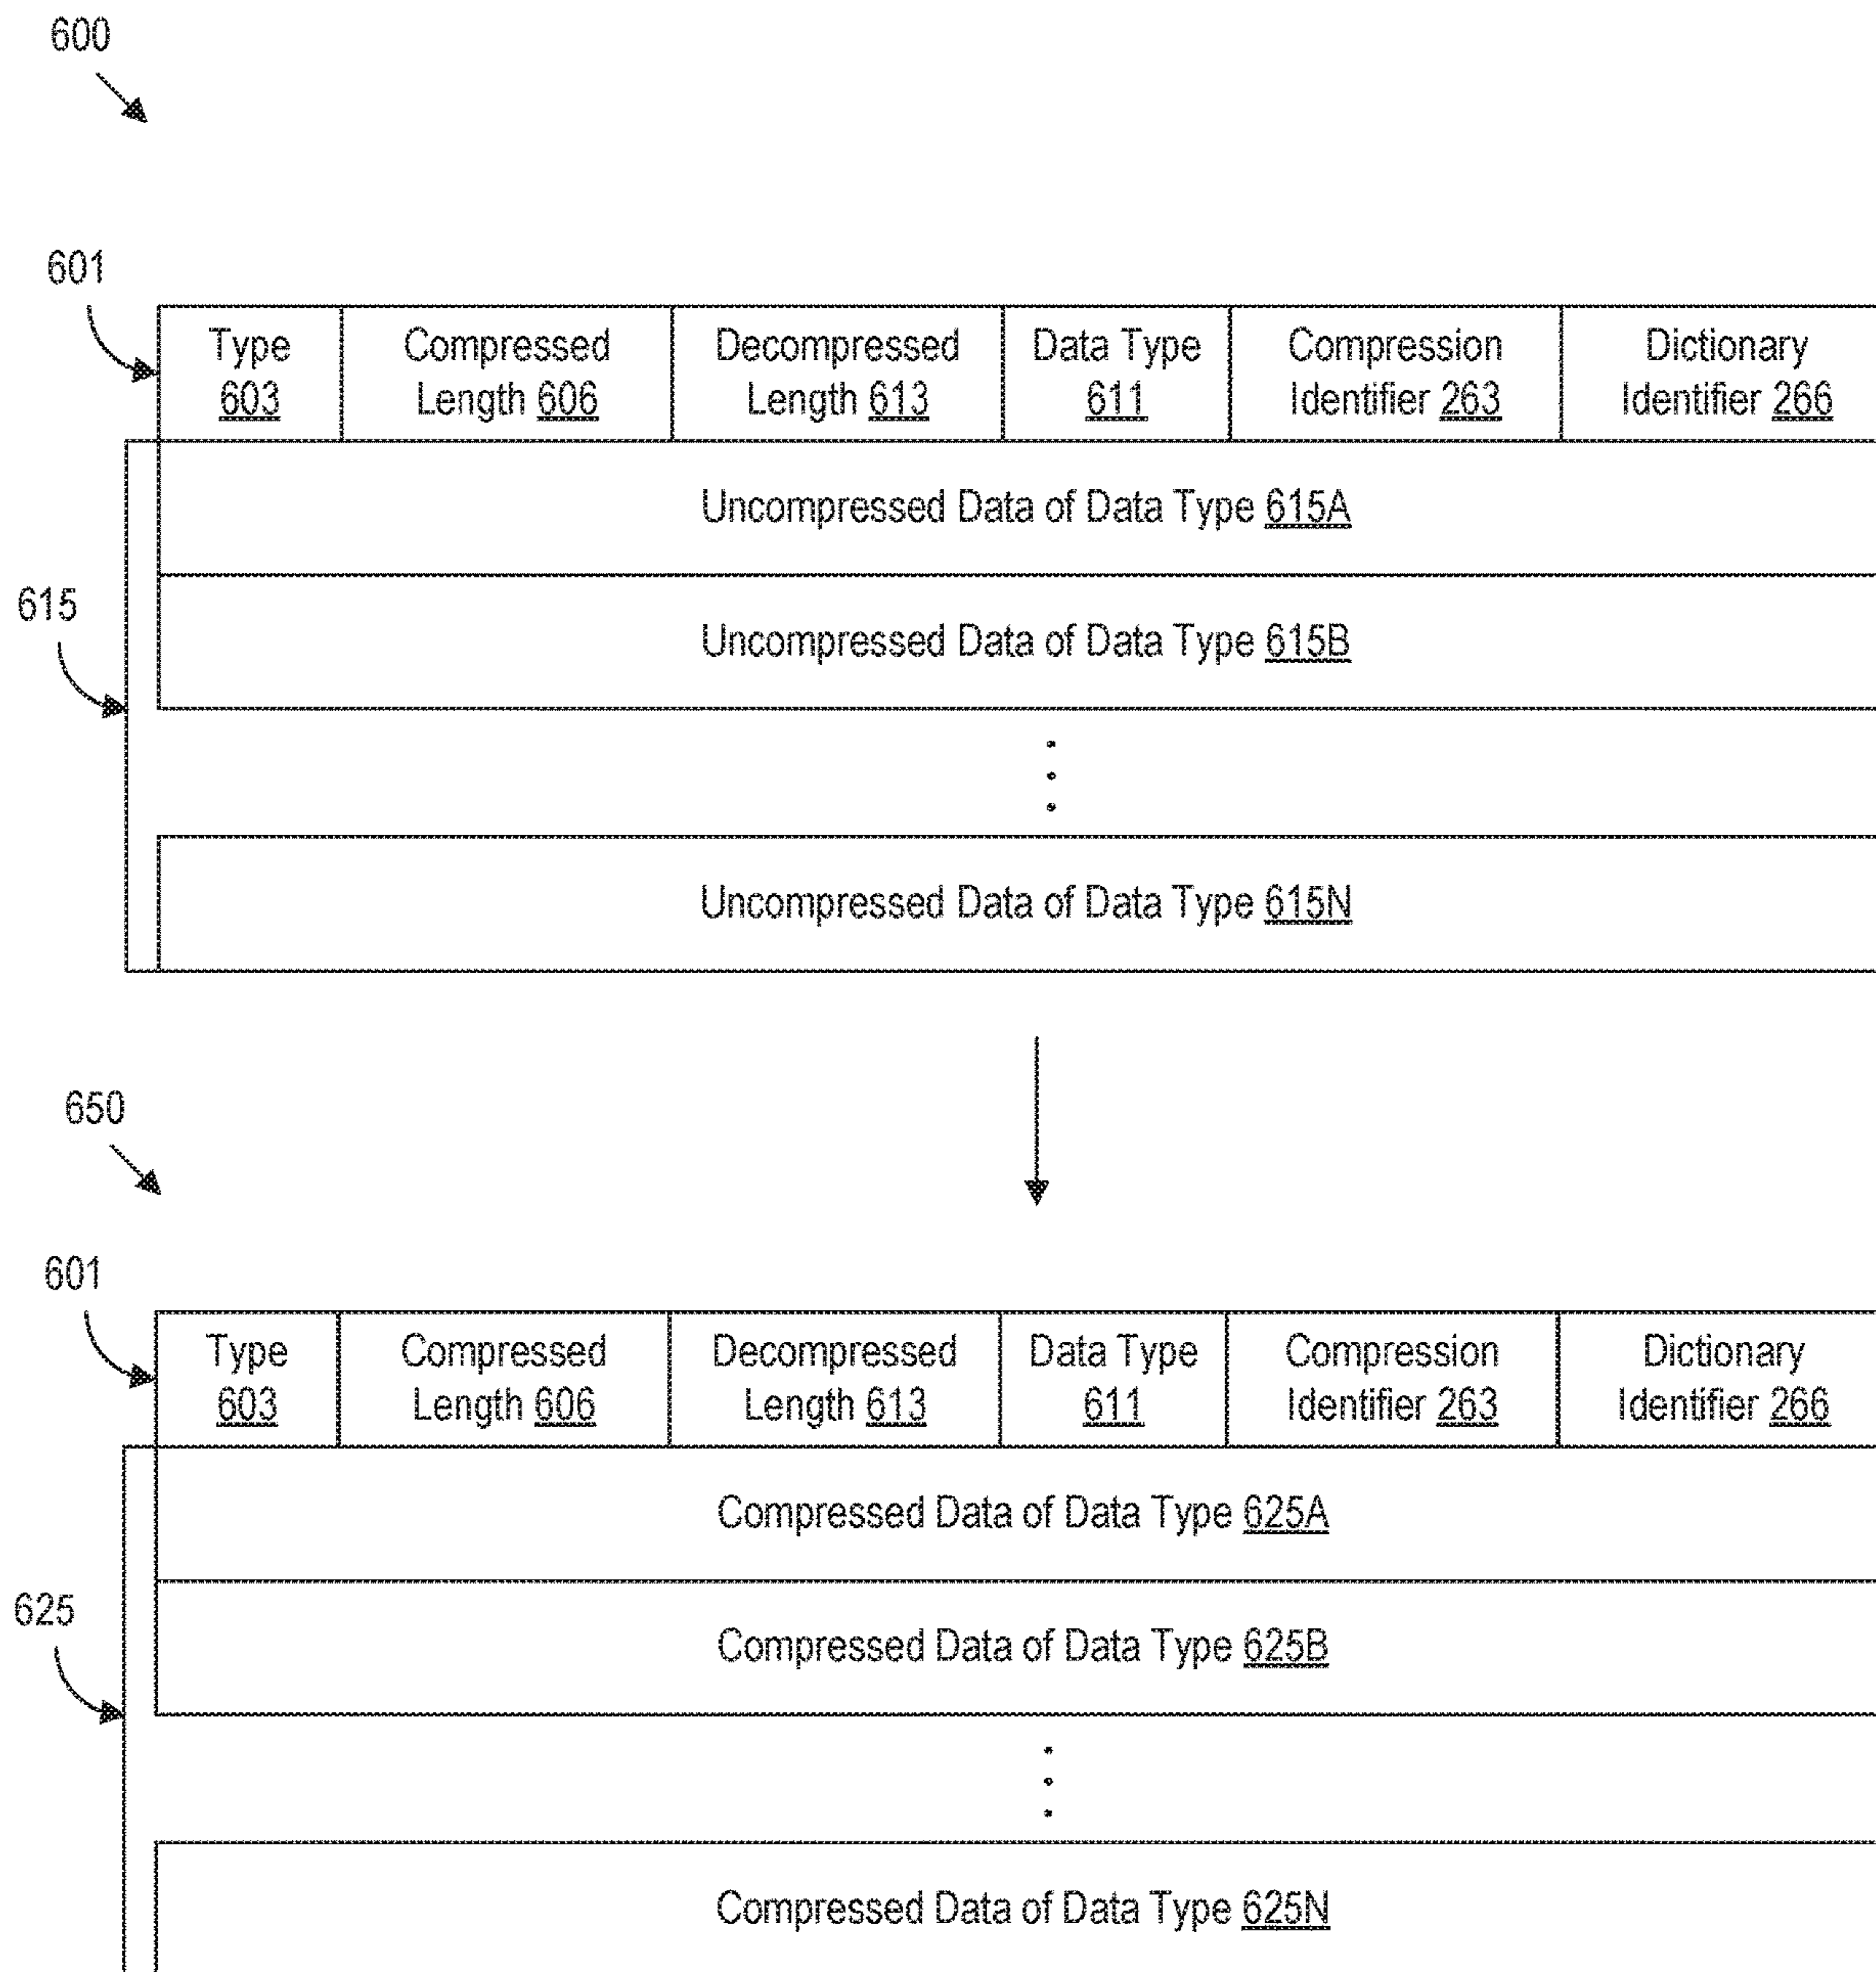 600
601
Type Compressed Decompressed Data Type Compression Dictionary
603 Length 606 Length 613 611 Identifier 263 Identifier 266
Uncompressed Data of Data Type 615A
615
Uncompressed Data of Data Type 615B
Uncompressed Data of Data Type 615N
650
601
Type Compressed Decompressed Data Type Compression Dictionary
603 Length 606 Length 613 611 Identifier 263 Identifier 266
Compressed Data of Data Type 625A
625
Compressed Data of Data Type 625B
Compressed Data of Data Type 625N